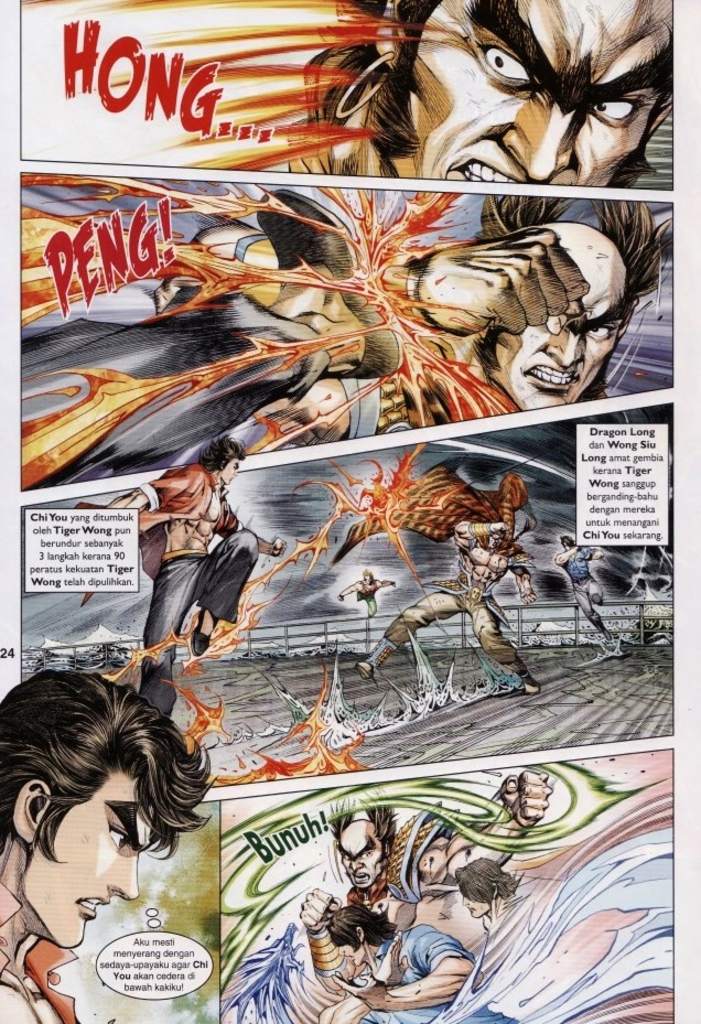 HONG....
PENG!
Dragon Long
dan Wong Siu
Long amat gembia
kerana Tiger
Wong sanggup
berganding-bahu
dengan mereka
untuk menangani
Chi You sekarang.
Chi You yang ditumbuk
oleh Tiger Wong pun
berundur sebanyak
3 langkah kerana 90
peratus kekuatan Tiger
Wong telah dipulihkan.
24
Bunuh!
Aku mesti
menyerang dengan
sedaya-upayaku agar Chi
You akan cedera di
bawah kakiku!